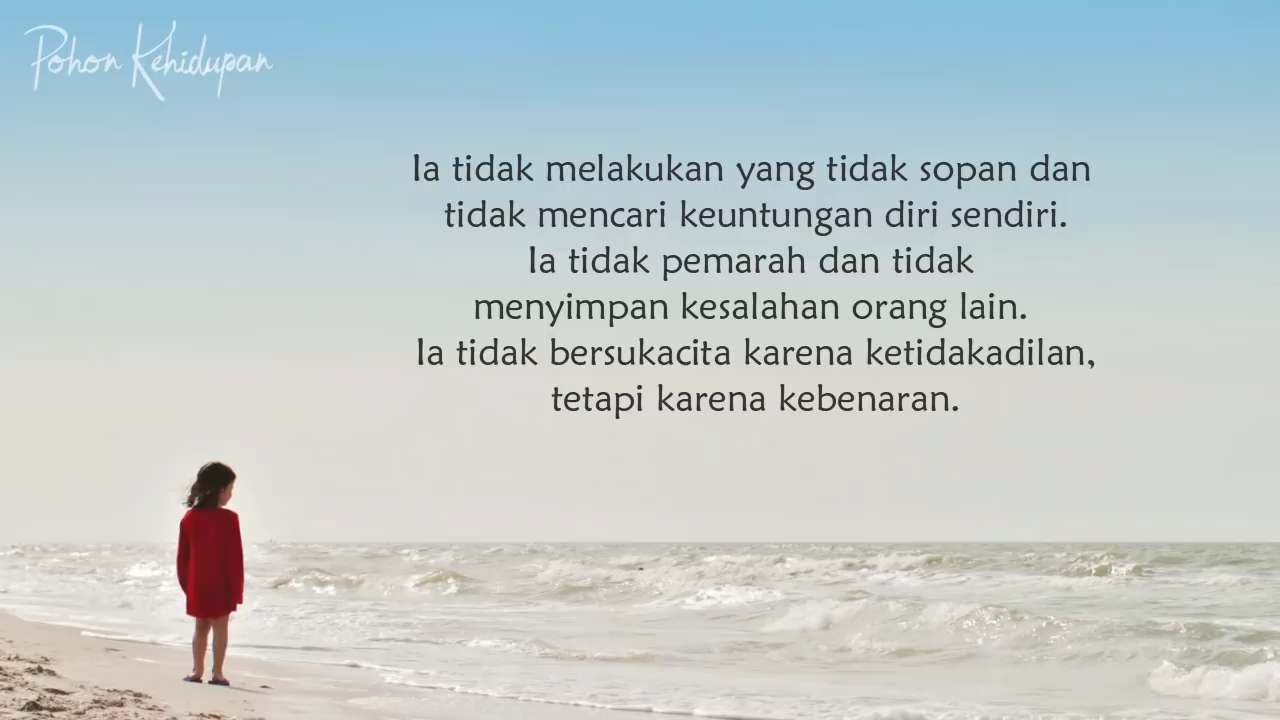 Pohon Kehidupan
Ia tidak melakukan yang tidak sopan dan
tidak mencari keuntungan diri sendiri.
Ia tidak pemarah dan tidak
menyimpan kesalahan orang lain.
Ia tidak bersukacita karena ketidakadilan,
tetapi karena kebenaran.